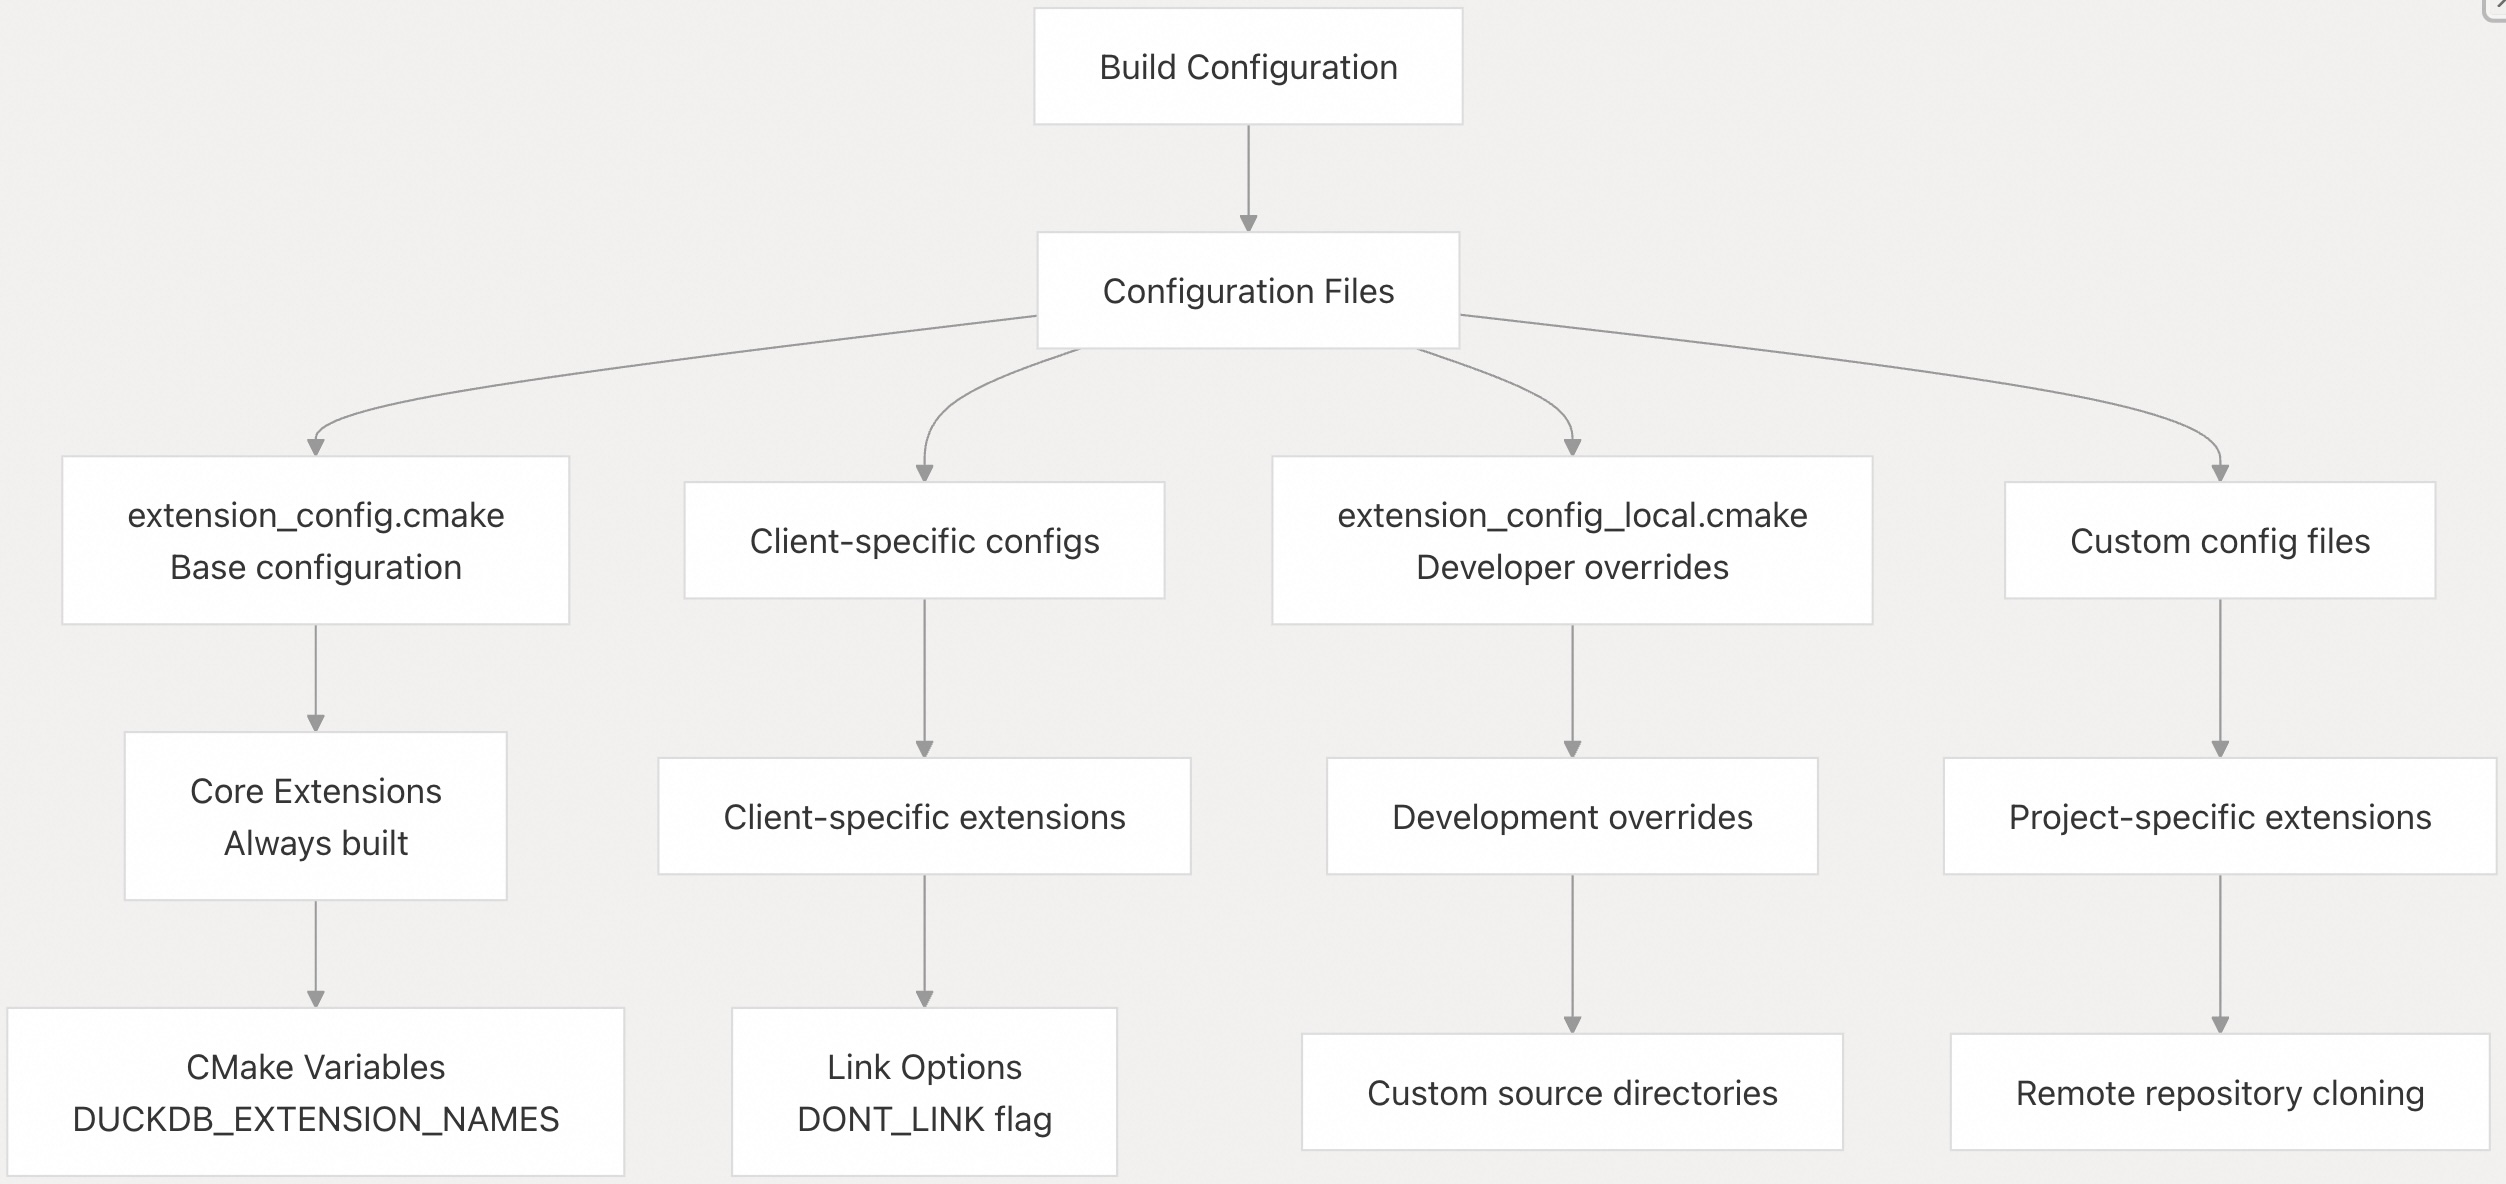 Build Configuration
Configuration Files
extension_config.cmake
Base configuration
Client-specific configs
extension_config_local.cmake
Developer overrides
Custom config files
Core Extensions
Always built
Client-specific extensions
Development overrides
Project-specific extensions
CMake Variables
DUCKDB_EXTENSION_NAMES
Link Options
DONT_LINK flag
Custom source directories
Remote repository cloning